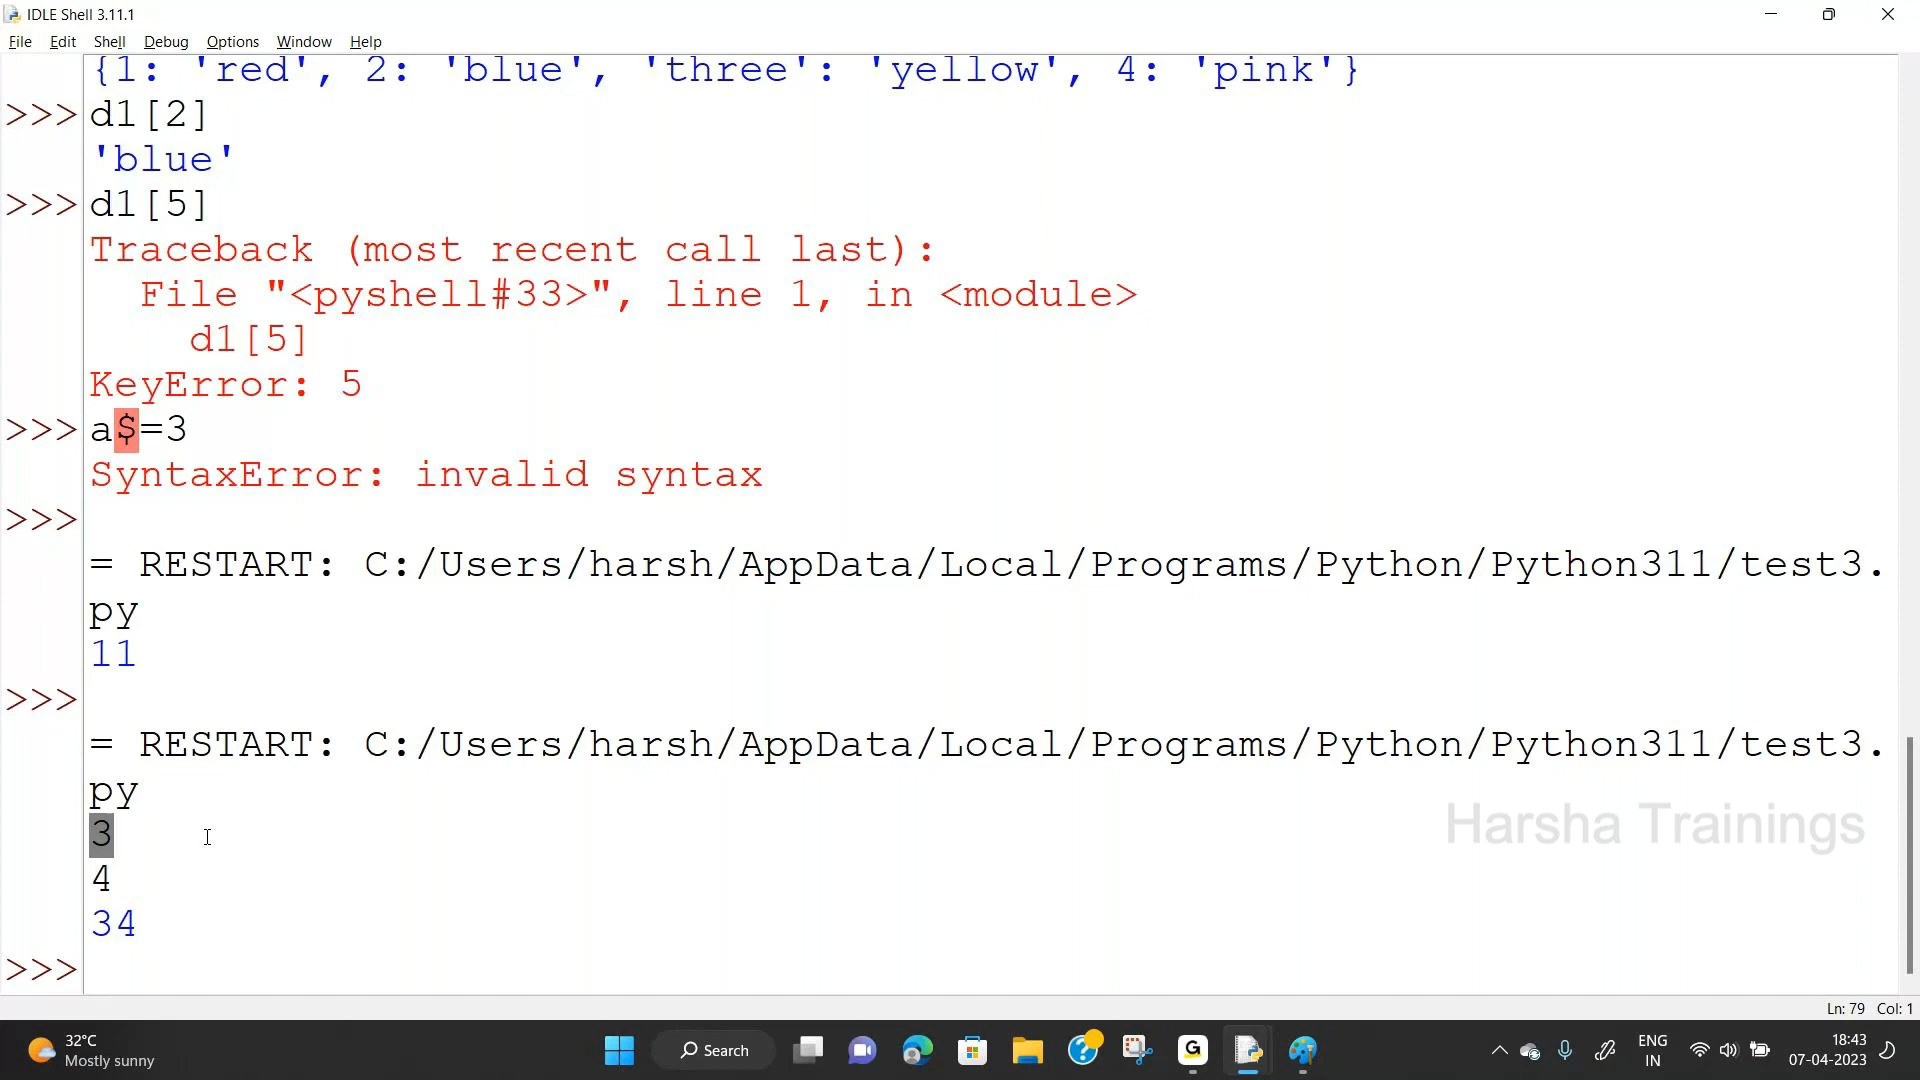 IDLE Shell 3.11.1
File Edit Shell Debug Options Window Help
{1: 'red', 2: 'blue', 'three': 'yellow', 4: 'pink'}
>>> d1[2]
'blue'
>>> d1[5]
Traceback (most recent call last):
  File "<pyshell#33>", line 1, in <module>
    d1[5]
KeyError: 5
>>> a$=3
SyntaxError: invalid syntax
>>>
= RESTART: C:/Users/harsh/AppData/Local/Programs/Python/Python311/test3.
py
11
>>>
= RESTART: C:/Users/harsh/AppData/Local/Programs/Python/Python311/test3.
py
3
4
34
>>>
Harsha Trainings
Ln: 79 Col: 1
32°C
Mostly sunny
Search
ENG
IN
18:43
07-04-2023